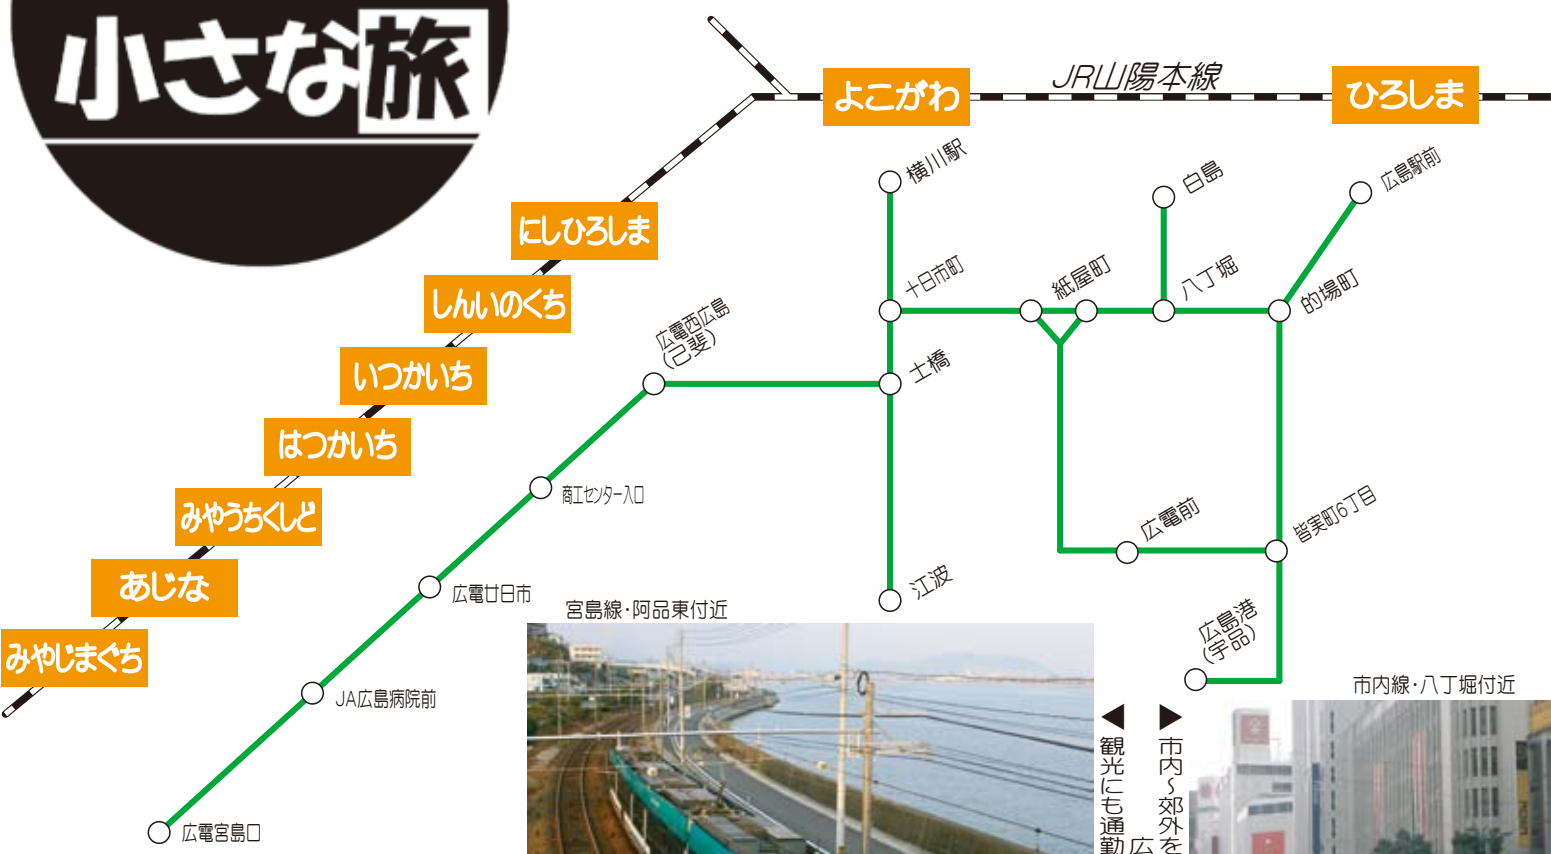 小さな旅
JR山陽本線
よこがわ
ひろしま
にしひろしま
しんいのくち
いつかいち
はつかいち
みやうちくしど
あじな
みやじまぐち
横川駅
白島
広島駅前
十日市町
紙屋町
八丁堀
的場町
広電西広島
(己斐)
土橋
商工センター入口
広電廿日市
JA広島病院前
広電宮島口
江波
広電前
皆実町6丁目
広島港
(宇品)
宮島線・阿品東付近
市内線・八丁堀付近
▶市内〜郊外を
広
◀観光にも通勤